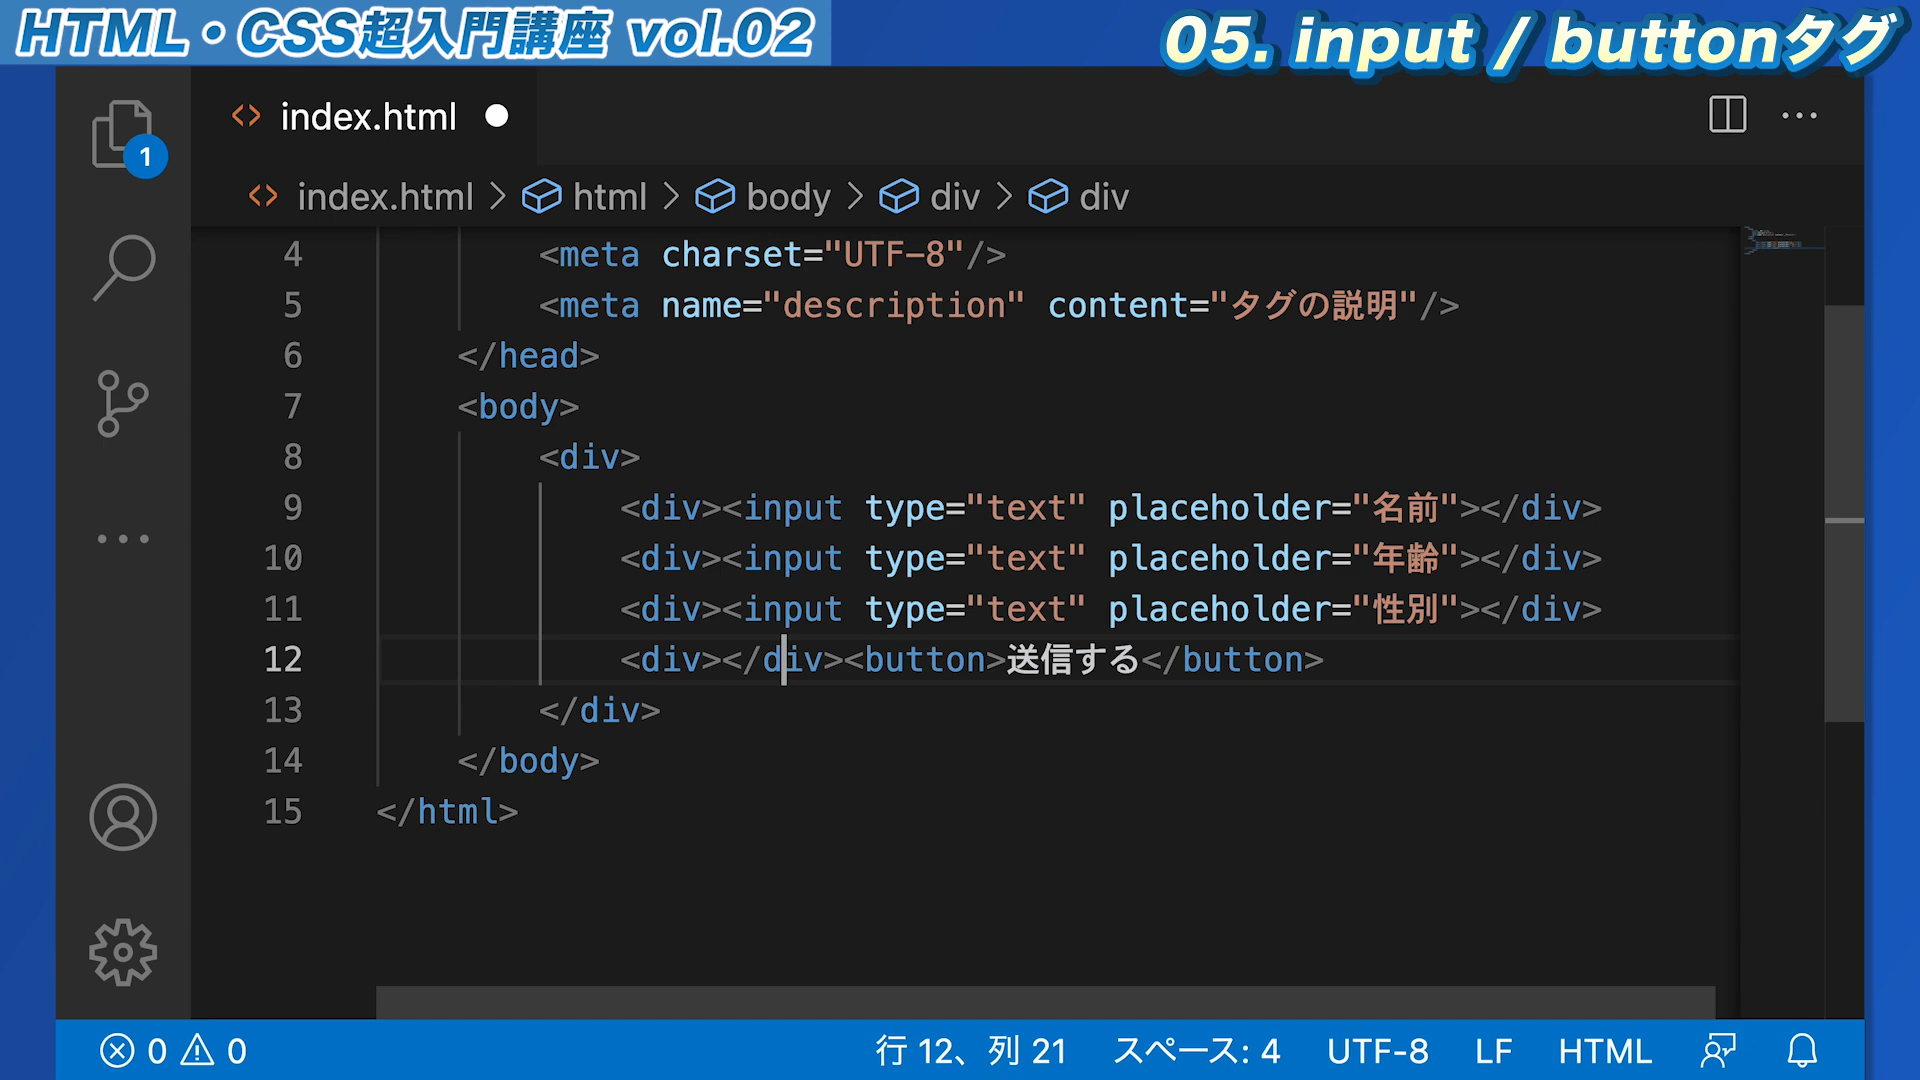 HTML・CSS超入門講座 vol.02
05. input / buttonタグ
index.html
1
index.html > html > body > div > div
4 <meta charset="UTF-8"/>
5 <meta name="description" content="タグの説明"/>
6 </head>
7 <body>
8 <div>
9 <div><input type="text" placeholder="名前"></div>
10 <div><input type="text" placeholder="年齢"></div>
11 <div><input type="text" placeholder="性別"></div>
12 <div></div><button>送信する</button>
13 </div>
14 </body>
15 </html>
0 0 行 12、列 21 スペース: 4 UTF-8 LF HTML